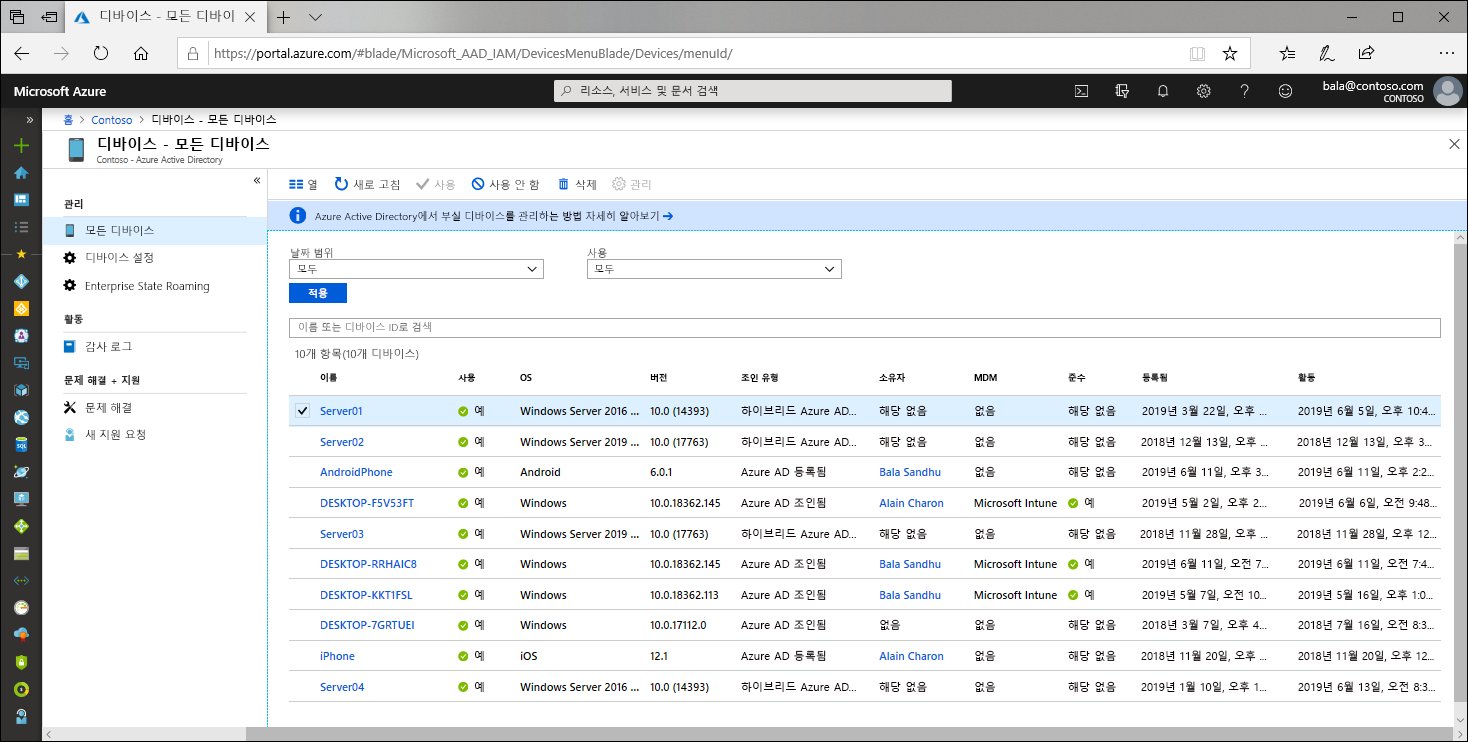 디바이스 - 모든 디바이
https://portal.azure.com/#blade/Microsoft_AAD_IAM/DevicesMenuBlade/Devices/menuId/
Microsoft Azure 리소스, 서비스 및 문서 검색 bala@contoso.com
CONTOSO
홈 > Contoso > 디바이스 - 모든 디바이스
디바이스 - 모든 디바이스
Contoso - Azure Active Directory
열 새로 고침 사용 사용 안 함 삭제 관리
관리
모든 디바이스
디바이스 설정
Enterprise State Roaming
활동
감사 로그
문제 해결 + 지원
문제 해결
새 지원 요청
Azure Active Directory에서 부실 디바이스를 관리하는 방법 자세히 알아보기
날짜 범위 사용
모두 모두
적용
이름 또는 디바이스 ID로 검색
10개 항목(10개 디바이스)
이름 사용 OS 버전 조인 유형 소유자 MDM 준수 등록됨 활동
Server01 예 Windows Server 2016 ... 10.0 (14393) 하이브리드 Azure AD... 해당 없음 없음 해당 없음 2019년 3월 22일, 오후 ... 2019년 6월 5일, 오후 10:4...
Server02 예 Windows Server 2019 ... 10.0 (17763) 하이브리드 Azure AD... 해당 없음 없음 해당 없음 2018년 12월 13일, 오후 ... 2018년 12월 13일, 오후 3...
AndroidPhone 예 Android 6.0.1 Azure AD 등록됨 Bala Sandhu 없음 해당 없음 2019년 6월 11일, 오후 3... 2019년 6월 11일, 오후 2:2...
DESKTOP-F5V53FT 예 Windows 10.0.18362.145 Azure AD 조인됨 Alain Charon Microsoft Intune 예 2019년 5월 2일, 오후 2... 2019년 6월 6일, 오전 9:48...
Server03 예 Windows Server 2019 ... 10.0 (17763) 하이브리드 Azure AD... 해당 없음 없음 해당 없음 2018년 11월 28일, 오후 ... 2018년 11월 28일, 오후 12...
DESKTOP-RRHAIC8 예 Windows 10.0.18362.145 Azure AD 조인됨 Bala Sandhu Microsoft Intune 예 2019년 6월 11일, 오전 7... 2019년 6월 11일, 오전 7:4...
DESKTOP-KKT1FSL 예 Windows 10.0.18362.113 Azure AD 조인됨 Bala Sandhu Microsoft Intune 예 2019년 5월 7일, 오전 10... 2019년 5월 16일, 오후 1:0...
DESKTOP-7GRTUEI 예 Windows 10.0.17112.0 Azure AD 조인됨 없음 없음 해당 없음 2018년 3월 7일, 오후 4... 2018년 7월 16일, 오전 8:3...
iPhone 예 iOS 12.1 Azure AD 등록됨 Alain Charon 없음 해당 없음 2018년 11월 20일, 오후 ... 2018년 11월 20일, 오후 12...
Server04 예 Windows Server 2016 ... 10.0 (14393) 하이브리드 Azure AD... 해당 없음 없음 해당 없음 2019년 1월 10일, 오후 1... 2019년 6월 13일, 오전 8:3...